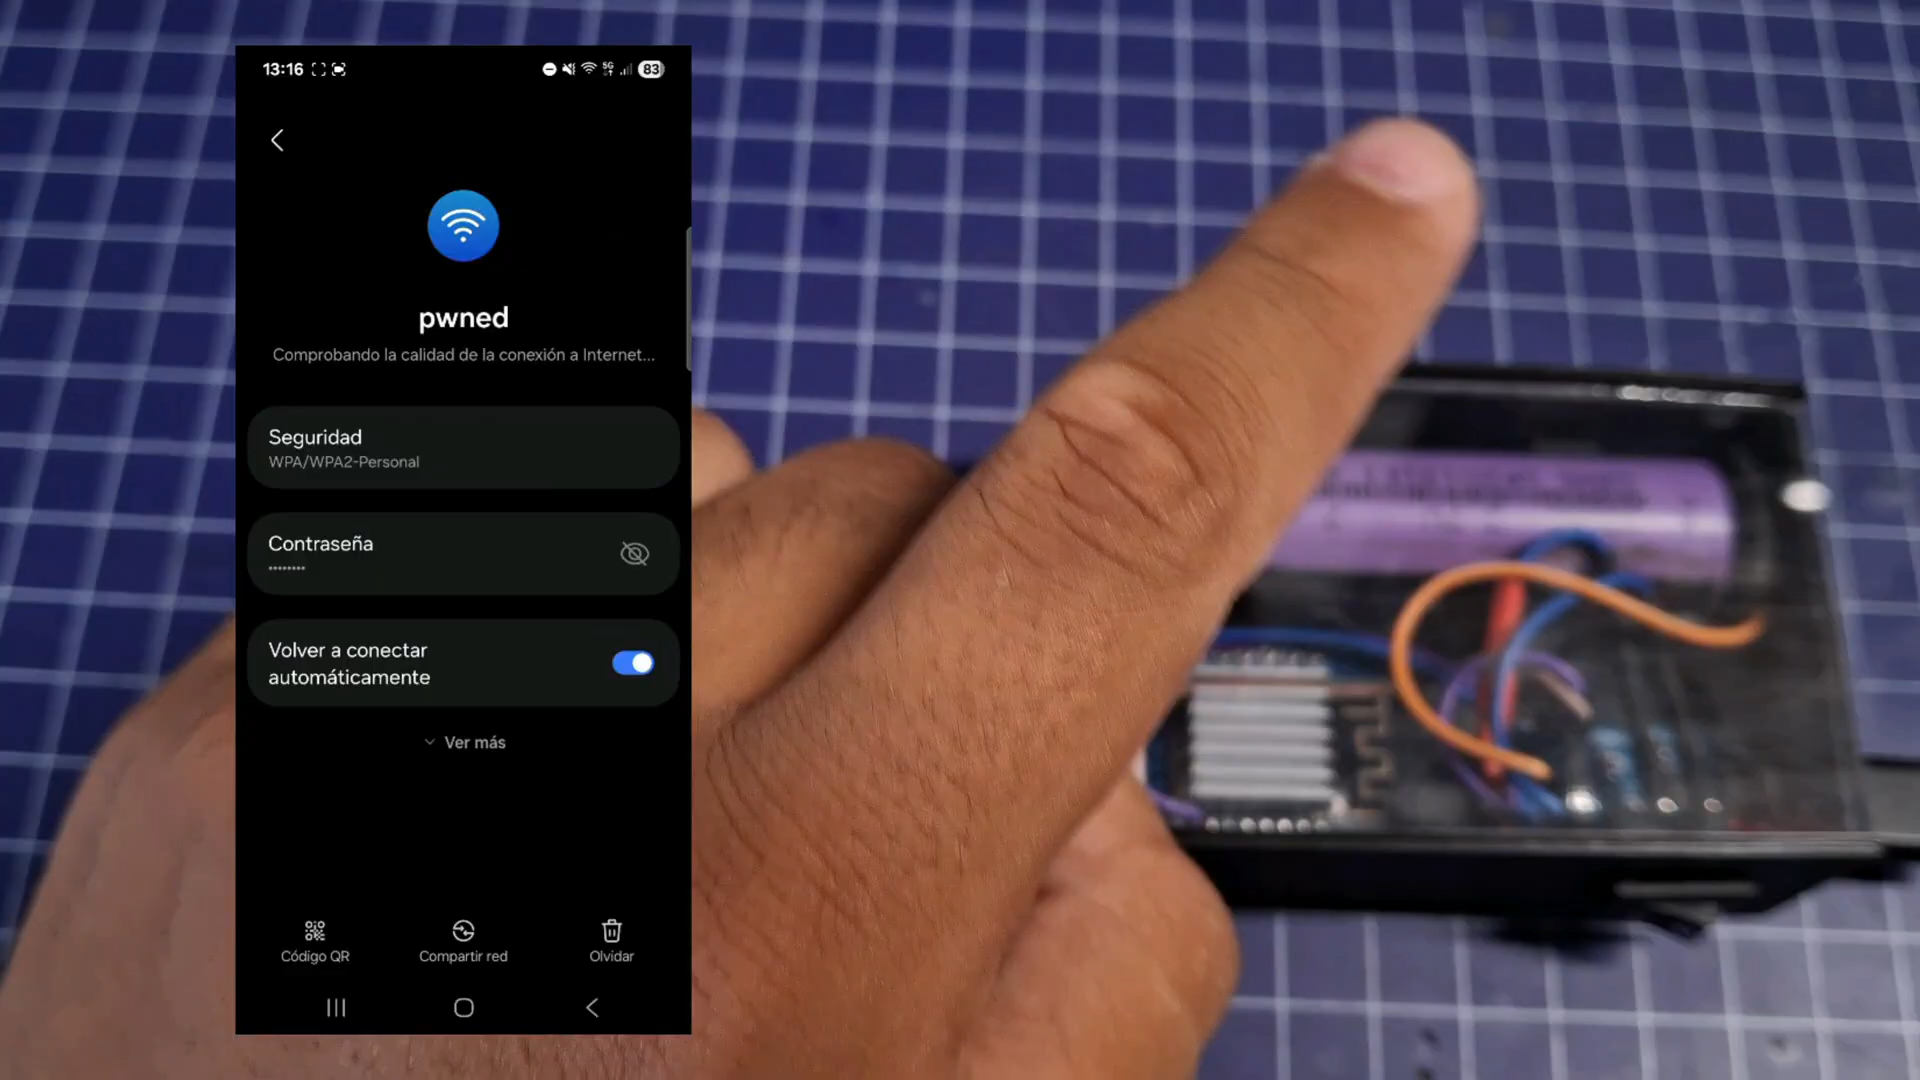 13:16
5G
83
pwned
Comprobando la calidad de la conexión a Internet...
Seguridad
WPA/WPA2-Personal
Contraseña
••••••••
Volver a conectar
automáticamente
Ver más
Código QR
Compartir red
Olvidar